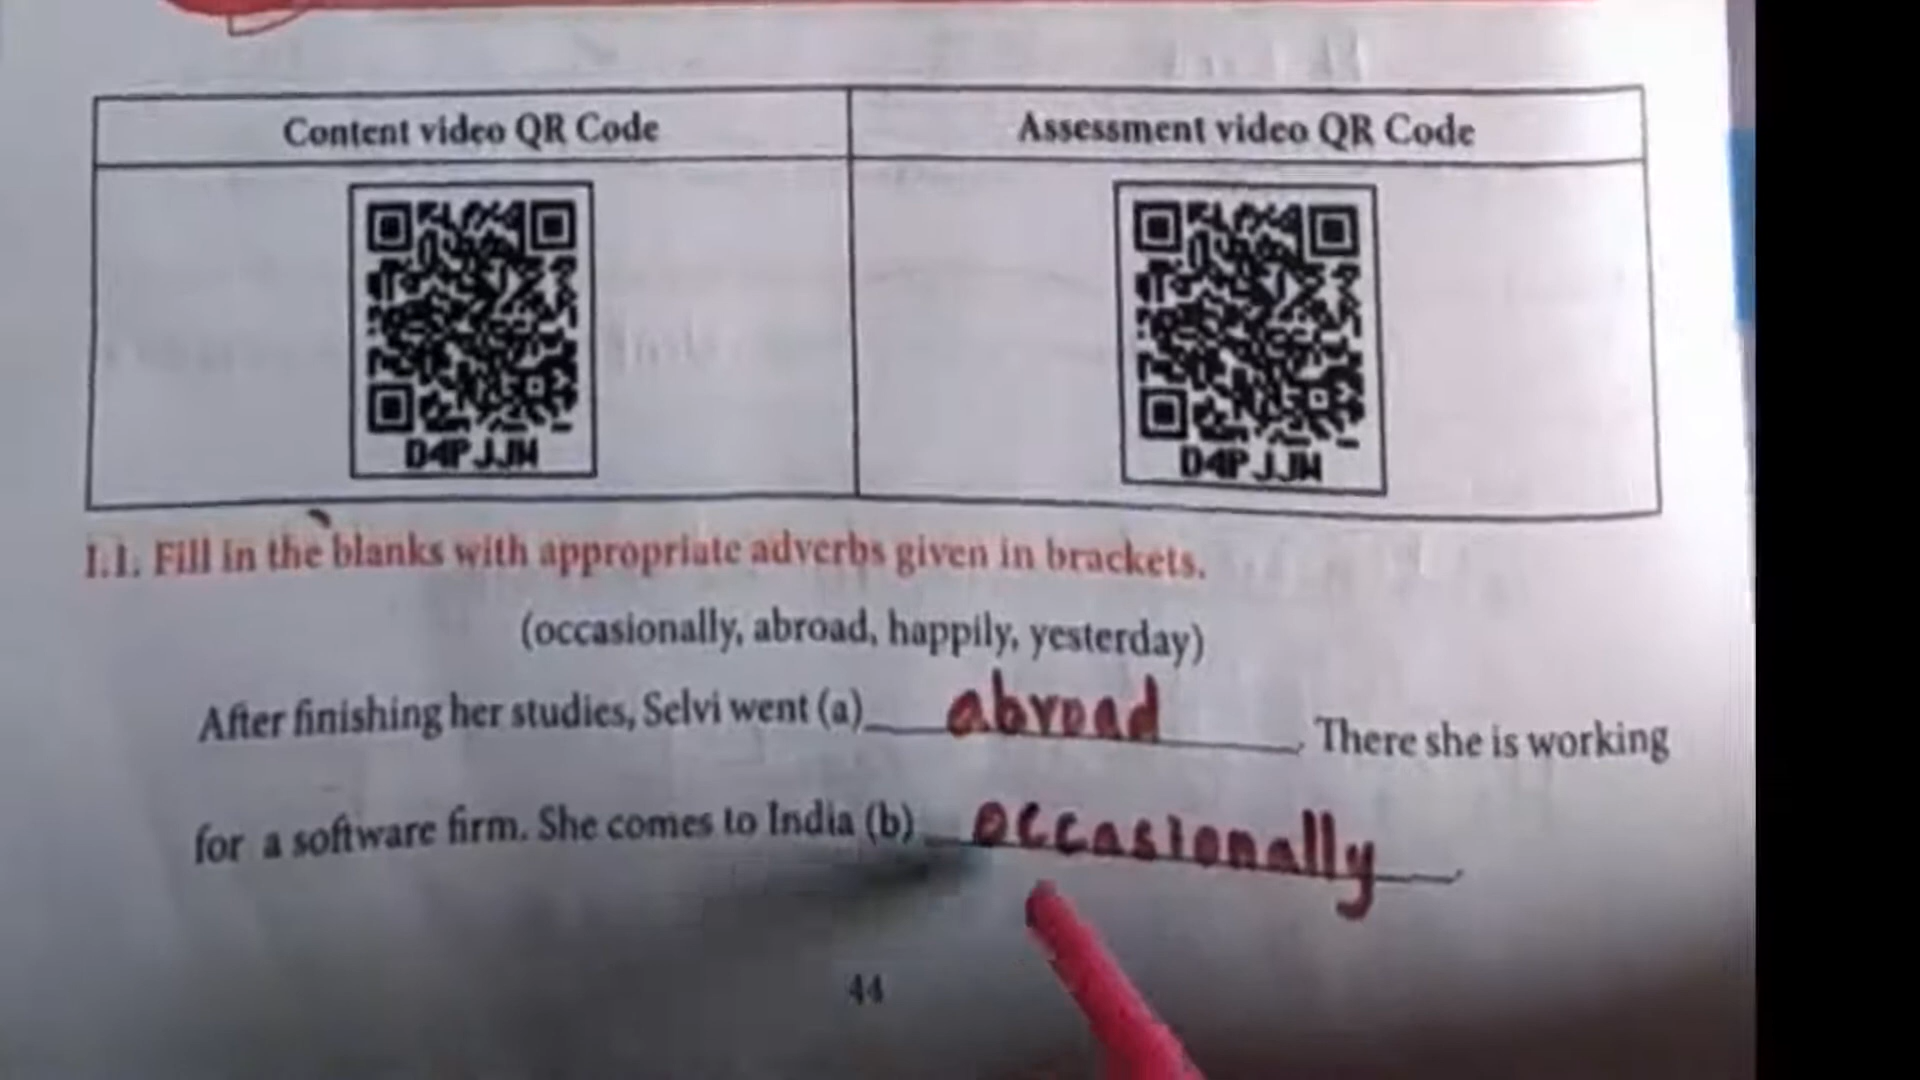 Content video QR Code
Assessment video QR Code
D4PJJW
D4PJJW
I.1. Fill in the blanks with appropriate adverbs given in brackets.
(occasionally, abroad, happily, yesterday)
After finishing her studies, Selvi went (a) abroad. There she is working
for a software firm. She comes to India (b) occasionally.
44